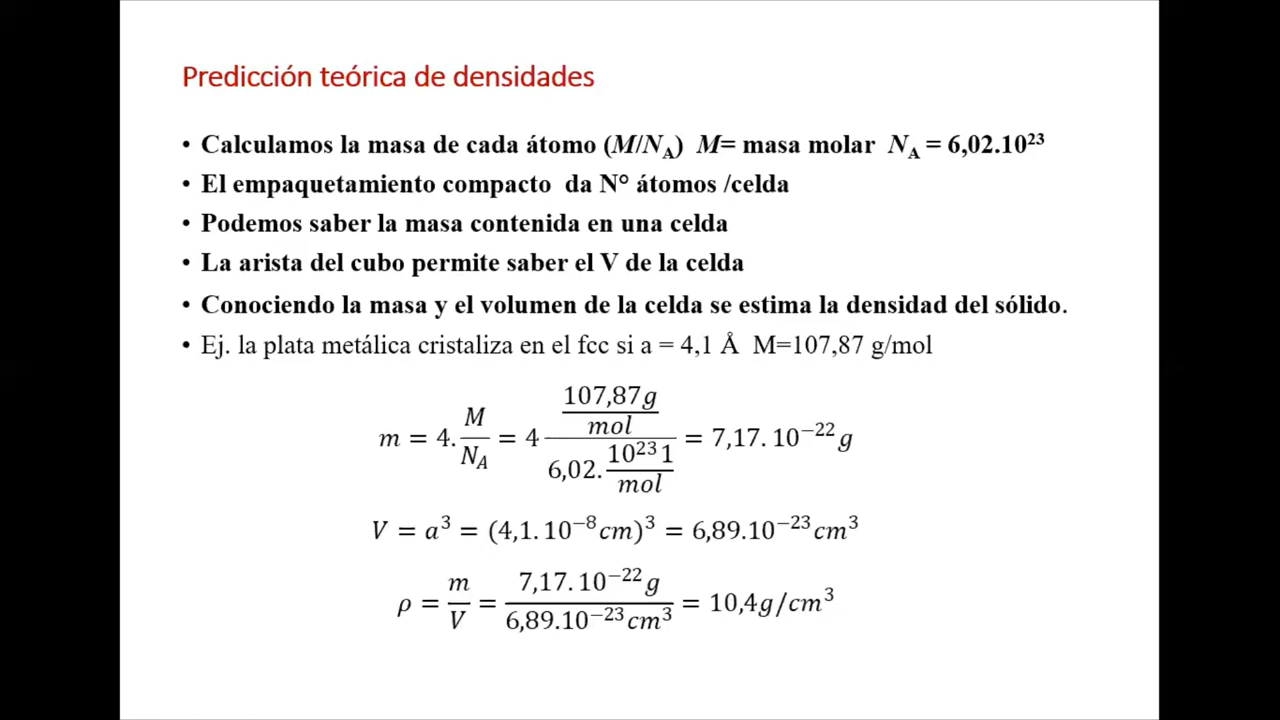 Predicción teórica de densidades
• Calculamos la masa de cada átomo (M/N_A) M= masa molar N_A = 6,02.10²³
• El empaquetamiento compacto da N° átomos /celda
• Podemos saber la masa contenida en una celda
• La arista del cubo permite saber el V de la celda
• Conociendo la masa y el volumen de la celda se estima la densidad del sólido.
• Ej. la plata metálica cristaliza en el fcc si a = 4,1 Å M=107,87 g/mol
m = 4. M/N_A = 4 (107,87g/mol)/(6,02. 10²³1/mol) = 7,17. 10⁻²² g
V = a³ = (4,1. 10⁻⁸cm)³ = 6,89.10⁻²³cm³
ρ = m/V = 7,17. 10⁻²² g/6,89.10⁻²³cm³ = 10,4g/cm³